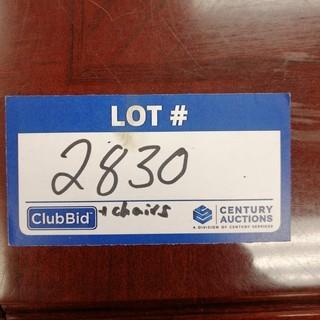 LOT #
2830
+ chairs
ClubBid
CENTURY
AUCTIONS
A DIVISION OF CENTURY SERVICES